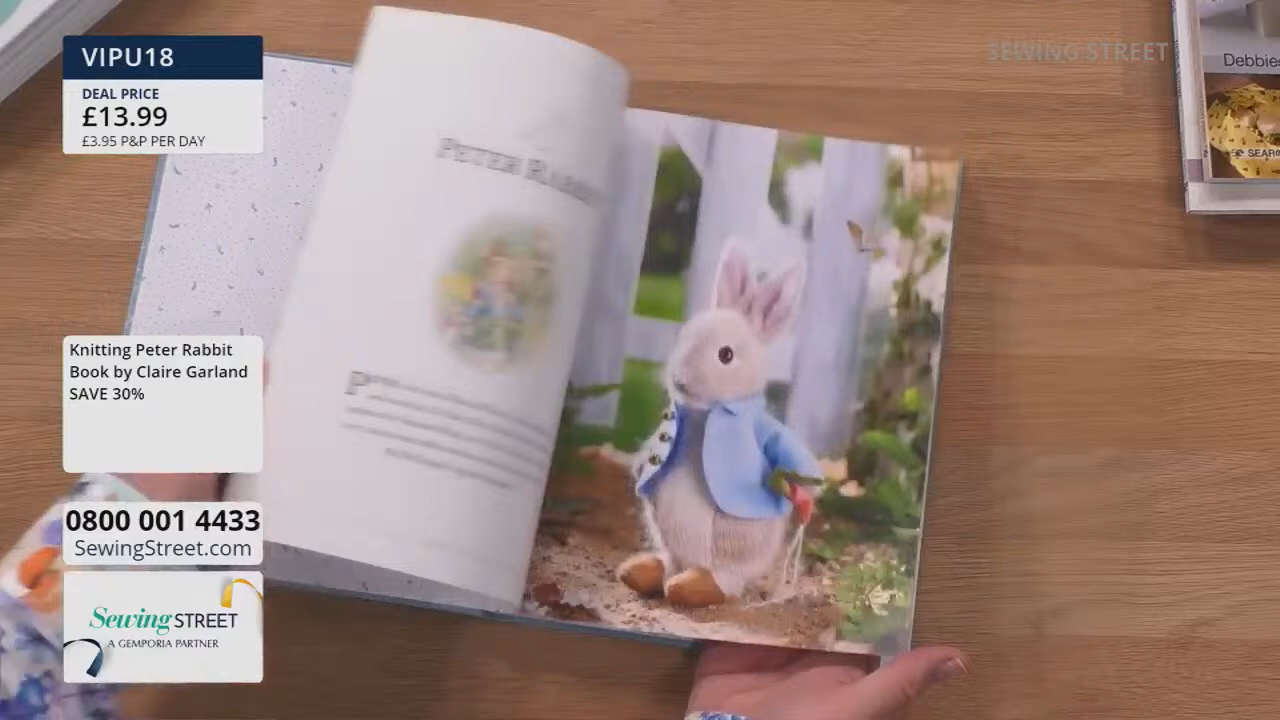 VIPU18
DEAL PRICE
£13.99
£3.95 P&P PER DAY
Knitting Peter Rabbit
Book by Claire Garland
SAVE 30%
0800 001 4433
SewingStreet.com
Sewing STREET
A GEMPORIA PARTNER
SEWING STREET
PETER RABBIT
Debbie